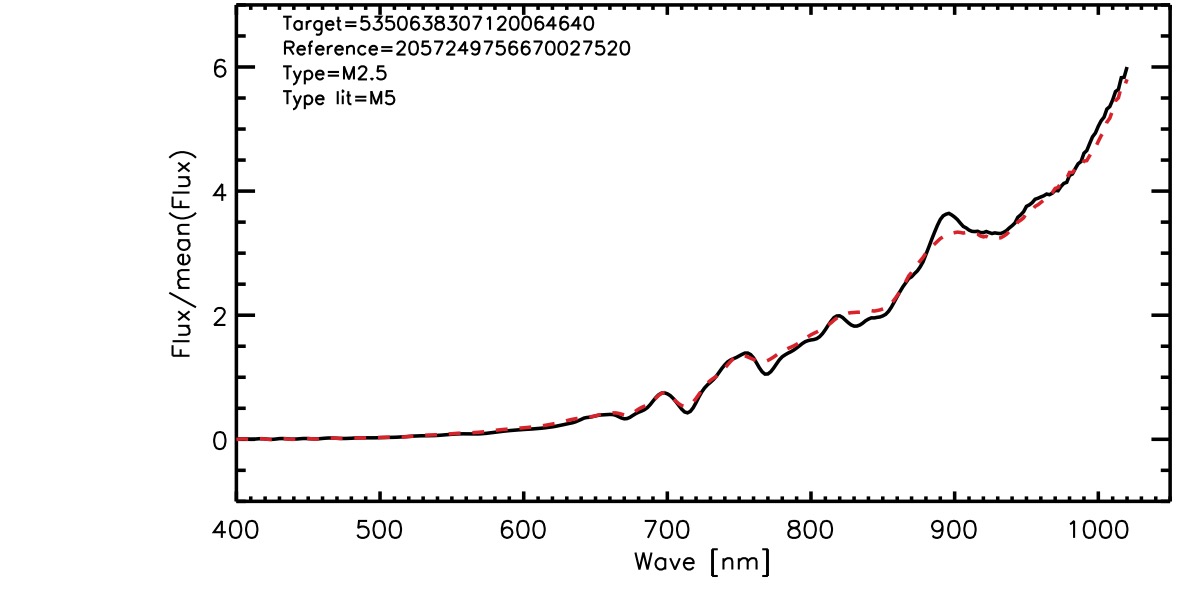 Target=5350638307120064640
Reference=2057249756670027520
Type=M2.5
Type lit=M5
Flux/mean(Flux)
6
4
2
0
400 500 600 700 800 900 1000
Wave [nm]